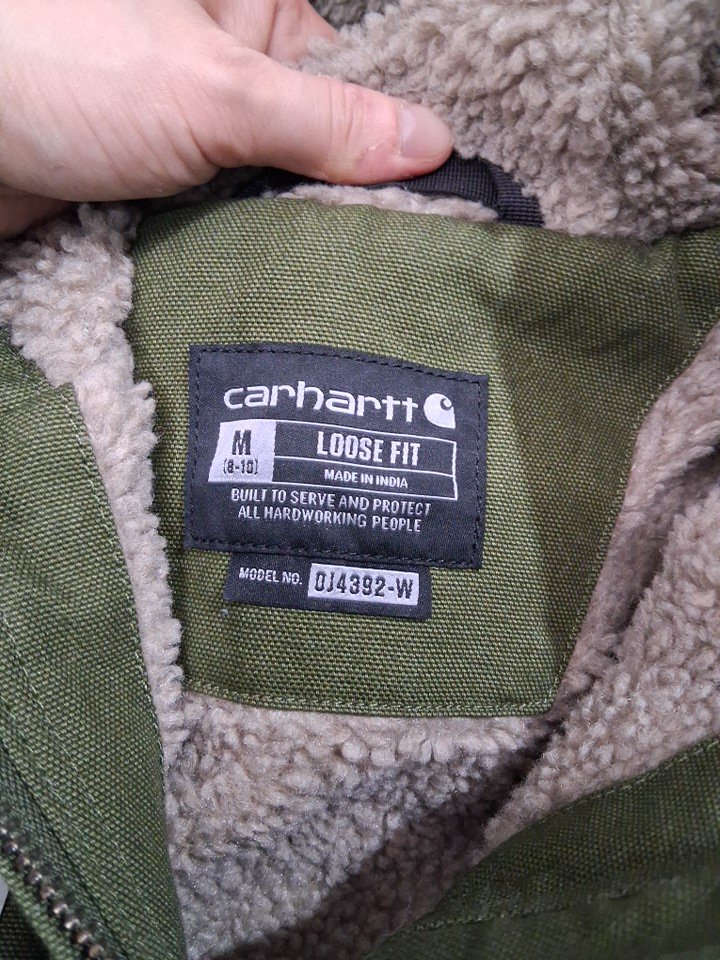 carhartt
M
(8-10)
LOOSE FIT
MADE IN INDIA
BUILT TO SERVE AND PROTECT
ALL HARDWORKING PEOPLE
MODEL NO. OJ4392-W